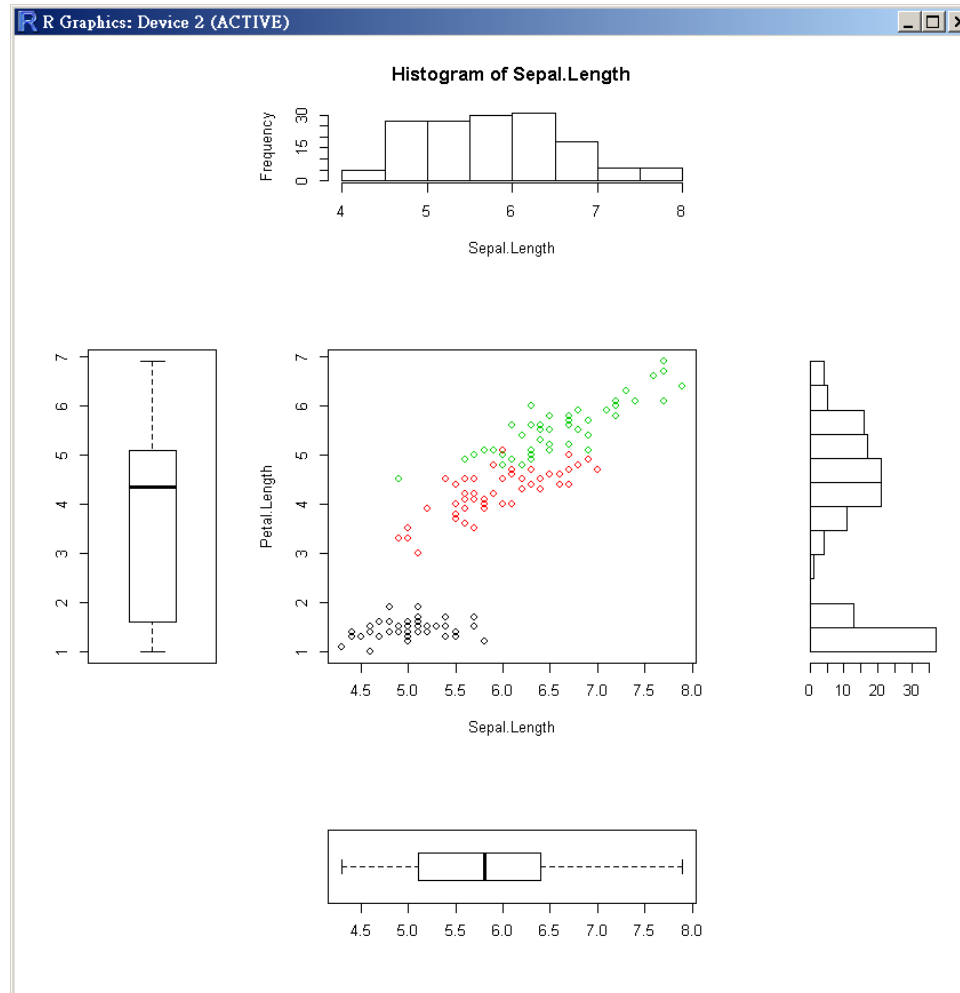 R Graphics: Device 2 (ACTIVE)
Histogram of Sepal.Length
Frequency
0 15 30
4 5 6 7 8
Sepal.Length
1 2 3 4 5 6 7
Petal.Length
1 2 3 4 5 6 7
4.5 5.0 5.5 6.0 6.5 7.0 7.5 8.0
Sepal.Length
0 10 20 30
4.5 5.0 5.5 6.0 6.5 7.0 7.5 8.0